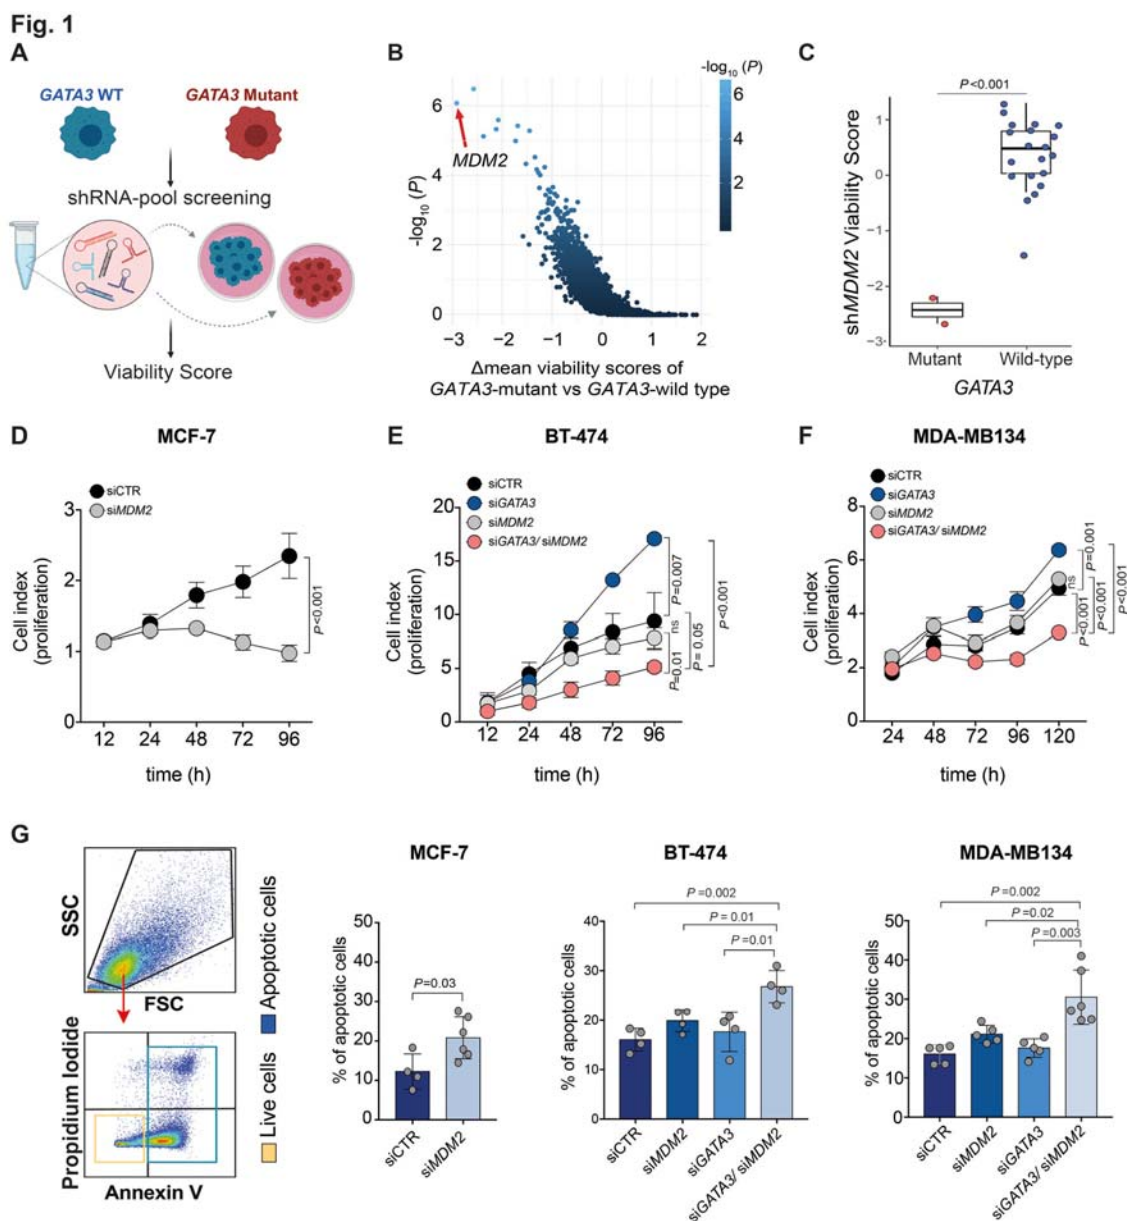 Fig. 1
A
GATA3 WT
GATA3 Mutant
shRNA-pool screening
Viability Score
B
-log10 (P)
6
4
2
6
4
2
0
-log10 (P)
MDM2
−3 −2 −1 0 1 2
Δmean viability scores of
GATA3-mutant vs GATA3-wild type
C
P<0.001
shMDM2 Viability Score
1
0
−1
−2
−3
Mutant Wild-type
GATA3
D
MCF-7
siCTR
siMDM2
Cell index
(proliferation)
3
2
1
0
P<0.001
12 24 48 72 96
time (h)
E
BT-474
siCTR
siGATA3
siMDM2
siGATA3/ siMDM2
Cell index
(proliferation)
20
15
10
5
0
P=0.007
ns
P=0.01
P= 0.05
P<0.001
12 24 48 72 96
time (h)
F
MDA-MB134
siCTR
siGATA3
siMDM2
siGATA3/ siMDM2
Cell index
(proliferation)
8
6
4
2
0
P=0.001
ns
P<0.001
P<0.001
P<0.001
24 48 72 96 120
time (h)
G
SSC
FSC
Propidium Iodide
Annexin V
Apoptotic cells
Live cells
MCF-7
% of apoptotic cells
50
40
30
20
10
0
P=0.03
siCTR
siMDM2
BT-474
% of apoptotic cells
40
30
20
10
0
P =0.002
P = 0.01
P =0.01
siCTR
siMDM2
siGATA3
siGATA3/ siMDM2
MDA-MB134
% of apoptotic cells
50
40
30
20
10
0
P =0.002
P =0.02
P =0.003
siCTR
siMDM2
siGATA3
siGATA3/ siMDM2